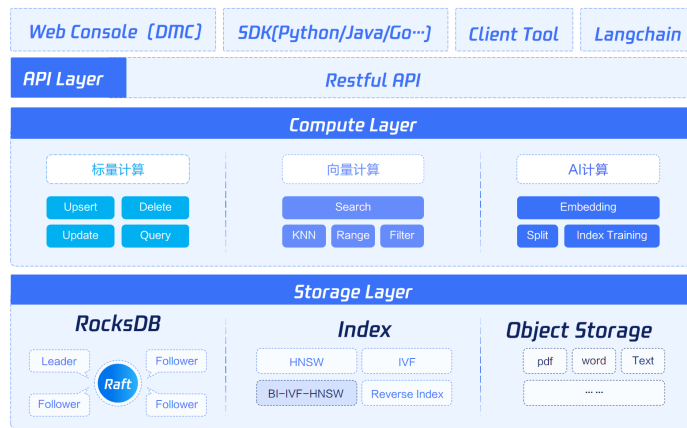 Web Console (DMC)
SDK(Python/Java/Go···)
Client Tool
Langchain
API Layer
Restful API
Compute Layer
标量计算
向量计算
AI计算
Upsert
Delete
Search
Embedding
Update
Query
KNN
Range
Filter
Split
Index Training
Storage Layer
RocksDB
Index
Object Storage
Leader
Follower
HNSW
IVF
pdf
word
Text
Raft
Follower
Follower
BI-IVF-HNSW
Reverse Index
... ...